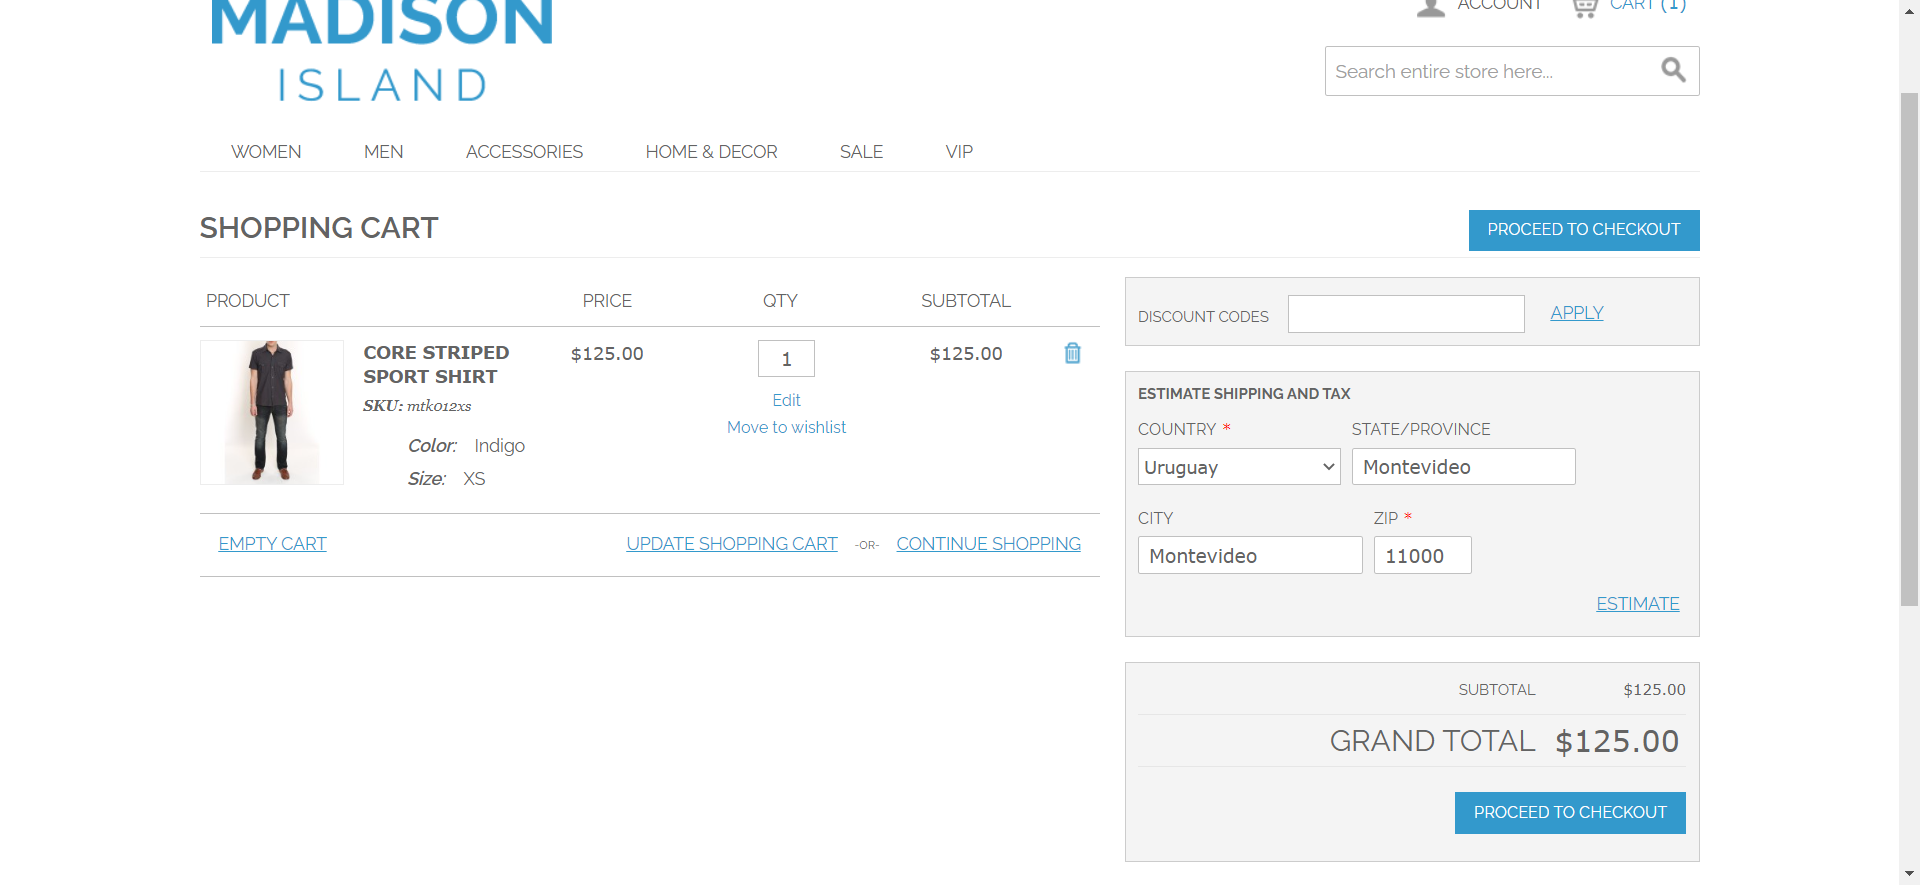 MADISON
ISLAND
ACCOUNT
CART (1)
Search entire store here...
WOMEN MEN ACCESSORIES HOME & DECOR SALE VIP
SHOPPING CART
PROCEED TO CHECKOUT
PRODUCT PRICE QTY SUBTOTAL
CORE STRIPED
SPORT SHIRT
SKU: mtk012xs
Color: Indigo
Size: XS
$125.00
1
Edit
Move to wishlist
$125.00
EMPTY CART
UPDATE SHOPPING CART -OR- CONTINUE SHOPPING
DISCOUNT CODES APPLY
ESTIMATE SHIPPING AND TAX
COUNTRY * STATE/PROVINCE
Uruguay Montevideo
CITY ZIP *
Montevideo 11000
ESTIMATE
SUBTOTAL $125.00
GRAND TOTAL $125.00
PROCEED TO CHECKOUT